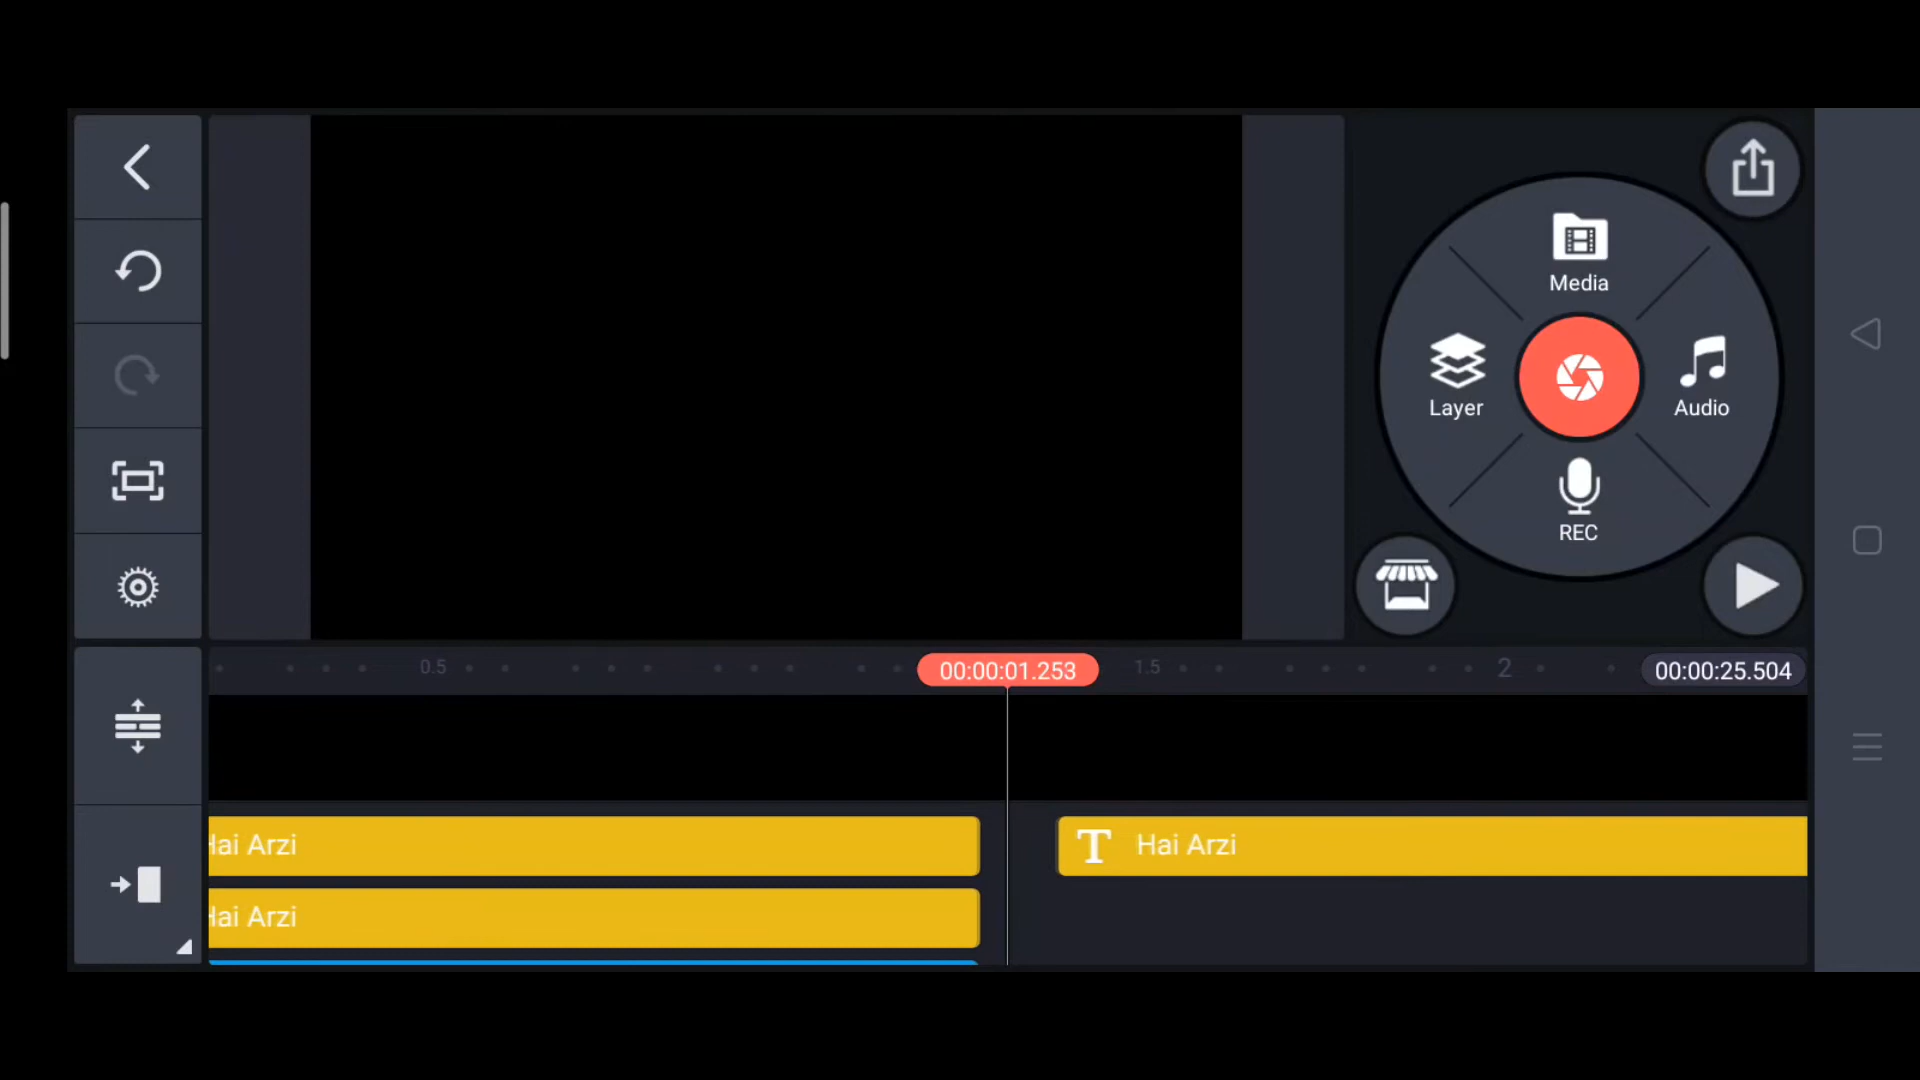 Media
Layer
Audio
REC
0.5
00:00:01.253
1.5
2
00:00:25.504
Hai Arzi
T Hai Arzi
Hai Arzi